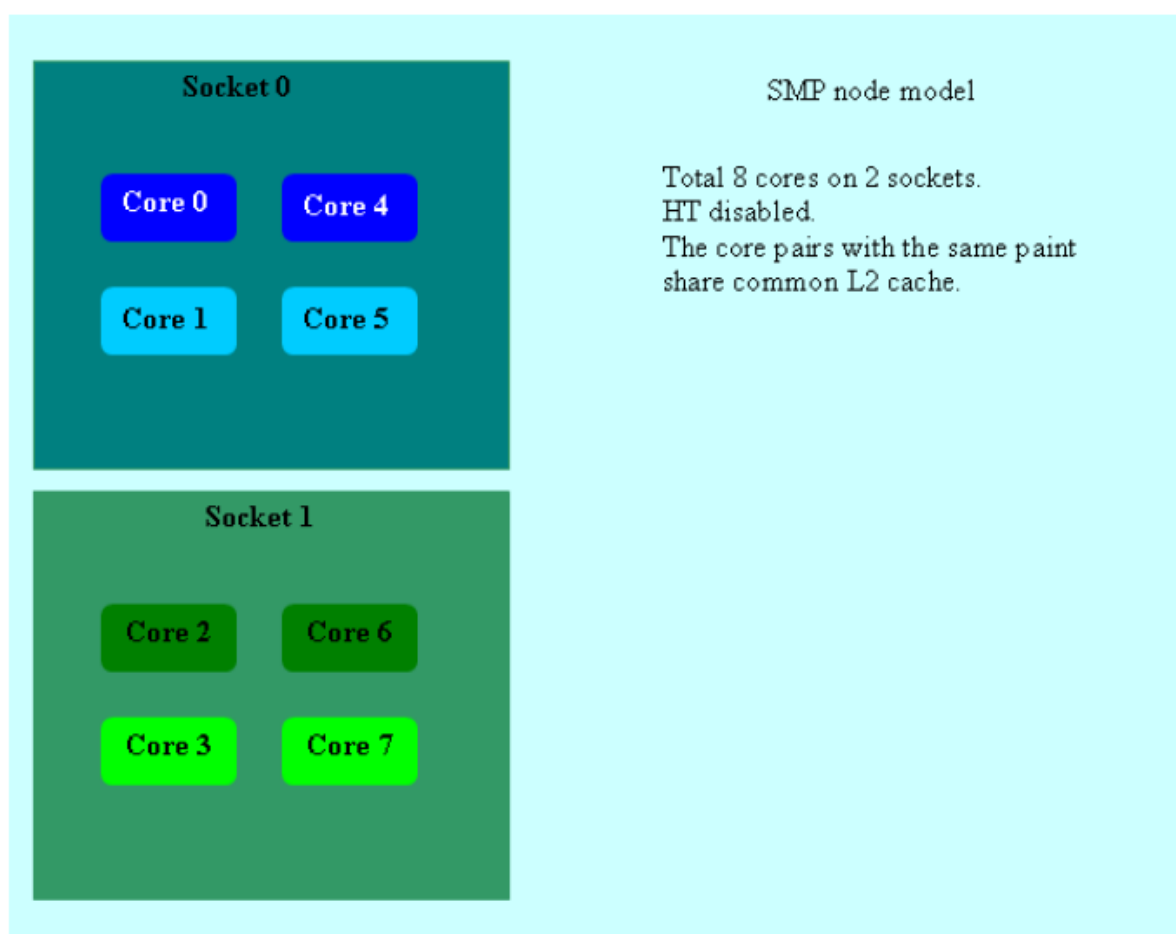 Socket 0
SMP node model
Core 0
Core 4
Core 1
Core 5
Total 8 cores on 2 sockets.
HT disabled.
The core pairs with the same paint
share common L2 cache.
Socket 1
Core 2
Core 6
Core 3
Core 7